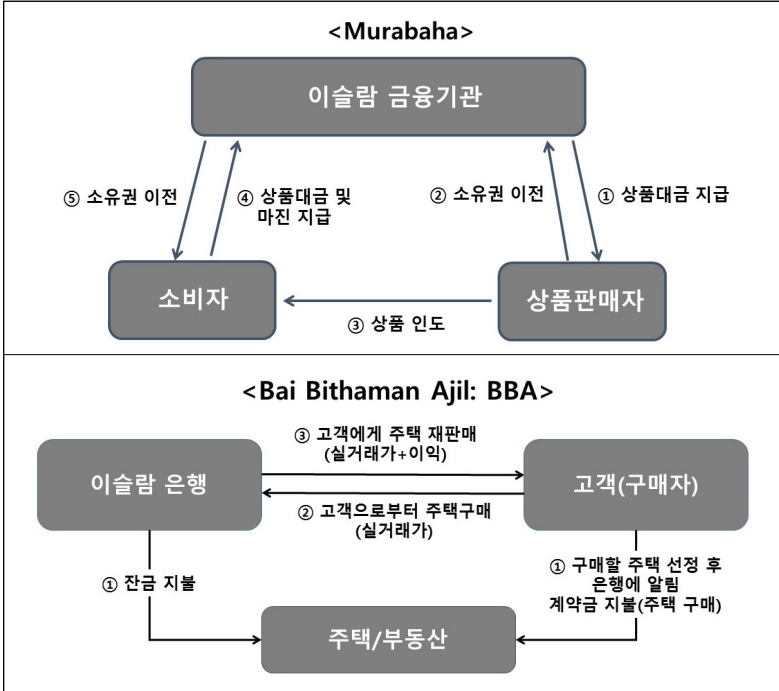 <Murabaha>
이슬람 금융기관
⑤ 소유권 이전
④ 상품대금 및
마진 지급
② 소유권 이전
① 상품대금 지급
소비자
상품판매자
③ 상품 인도
<Bai Bithaman Ajil: BBA>
③ 고객에게 주택 재판매
(실거래가+이익)
이슬람 은행
고객(구매자)
② 고객으로부터 주택구매
(실거래가)
① 잔금 지불
① 구매할 주택 선정 후
은행에 알림
계약금 지불(주택 구매)
주택/부동산